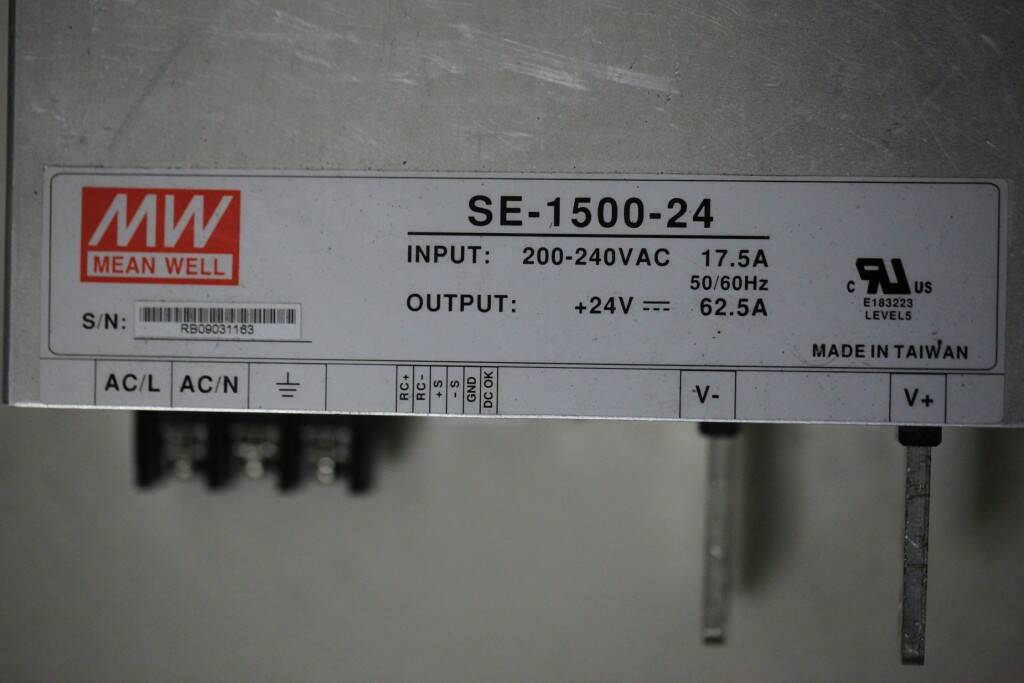 MW
MEAN WELL
SE-1500-24
INPUT: 200-240VAC 17.5A
50/60Hz
OUTPUT: +24V 62.5A
S/N:
RB09031163
C RU US
E183223
LEVEL5
MADE IN TAIWAN
AC/L AC/N RC+ RC- +S -S GND DC OK V- V+